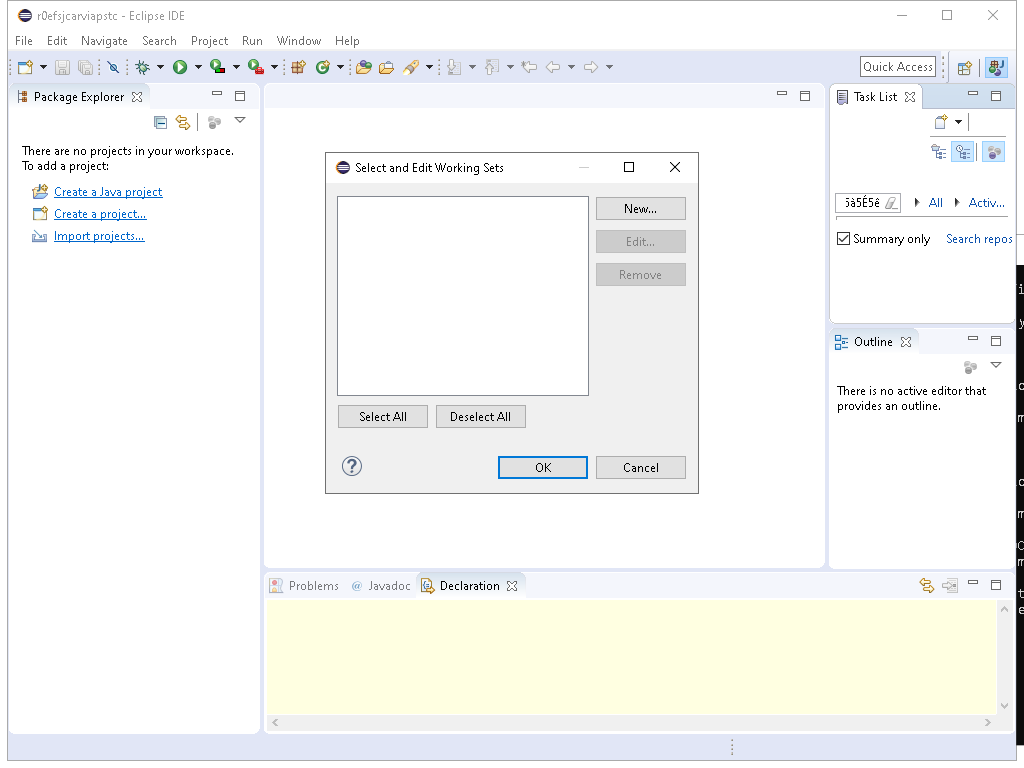 r0efsjcarviapstc - Eclipse IDE
File Edit Navigate Search Project Run Window Help
Quick Access
Package Explorer
There are no projects in your workspace.
To add a project:
Create a Java project
Create a project...
Import projects...
Select and Edit Working Sets
New...
Edit...
Remove
Select All
Deselect All
OK
Cancel
Task List
5à5É5ê
All
Activ...
Summary only
Search repos
Outline
There is no active editor that
provides an outline.
Problems
@ Javadoc
Declaration